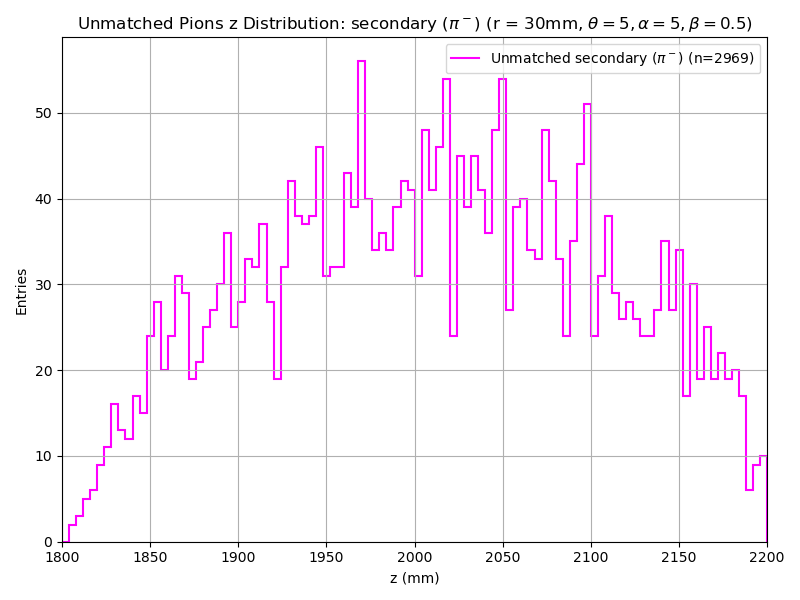 Unmatched Pions z Distribution: secondary (π⁻) (r = 30mm, θ = 5, α = 5, β = 0.5)
Unmatched secondary (π⁻) (n=2969)
50
40
30
20
10
0
Entries
1800 1850 1900 1950 2000 2050 2100 2150 2200
z (mm)